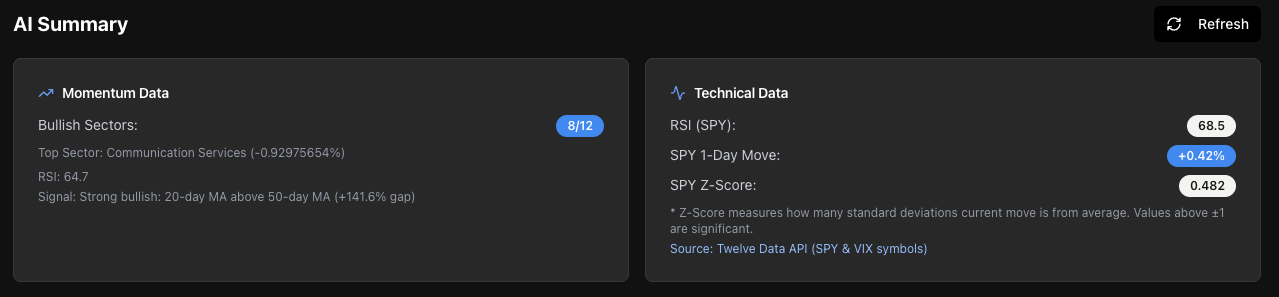 AI Summary
Refresh
Momentum Data
Bullish Sectors:
8/12
Top Sector: Communication Services (-0.92975654%)
RSI: 64.7
Signal: Strong bullish: 20-day MA above 50-day MA (+141.6% gap)
Technical Data
RSI (SPY):
68.5
SPY 1-Day Move:
+0.42%
SPY Z-Score:
0.482
* Z-Score measures how many standard deviations current move is from average. Values above ±1
are significant.
Source: Twelve Data API (SPY & VIX symbols)